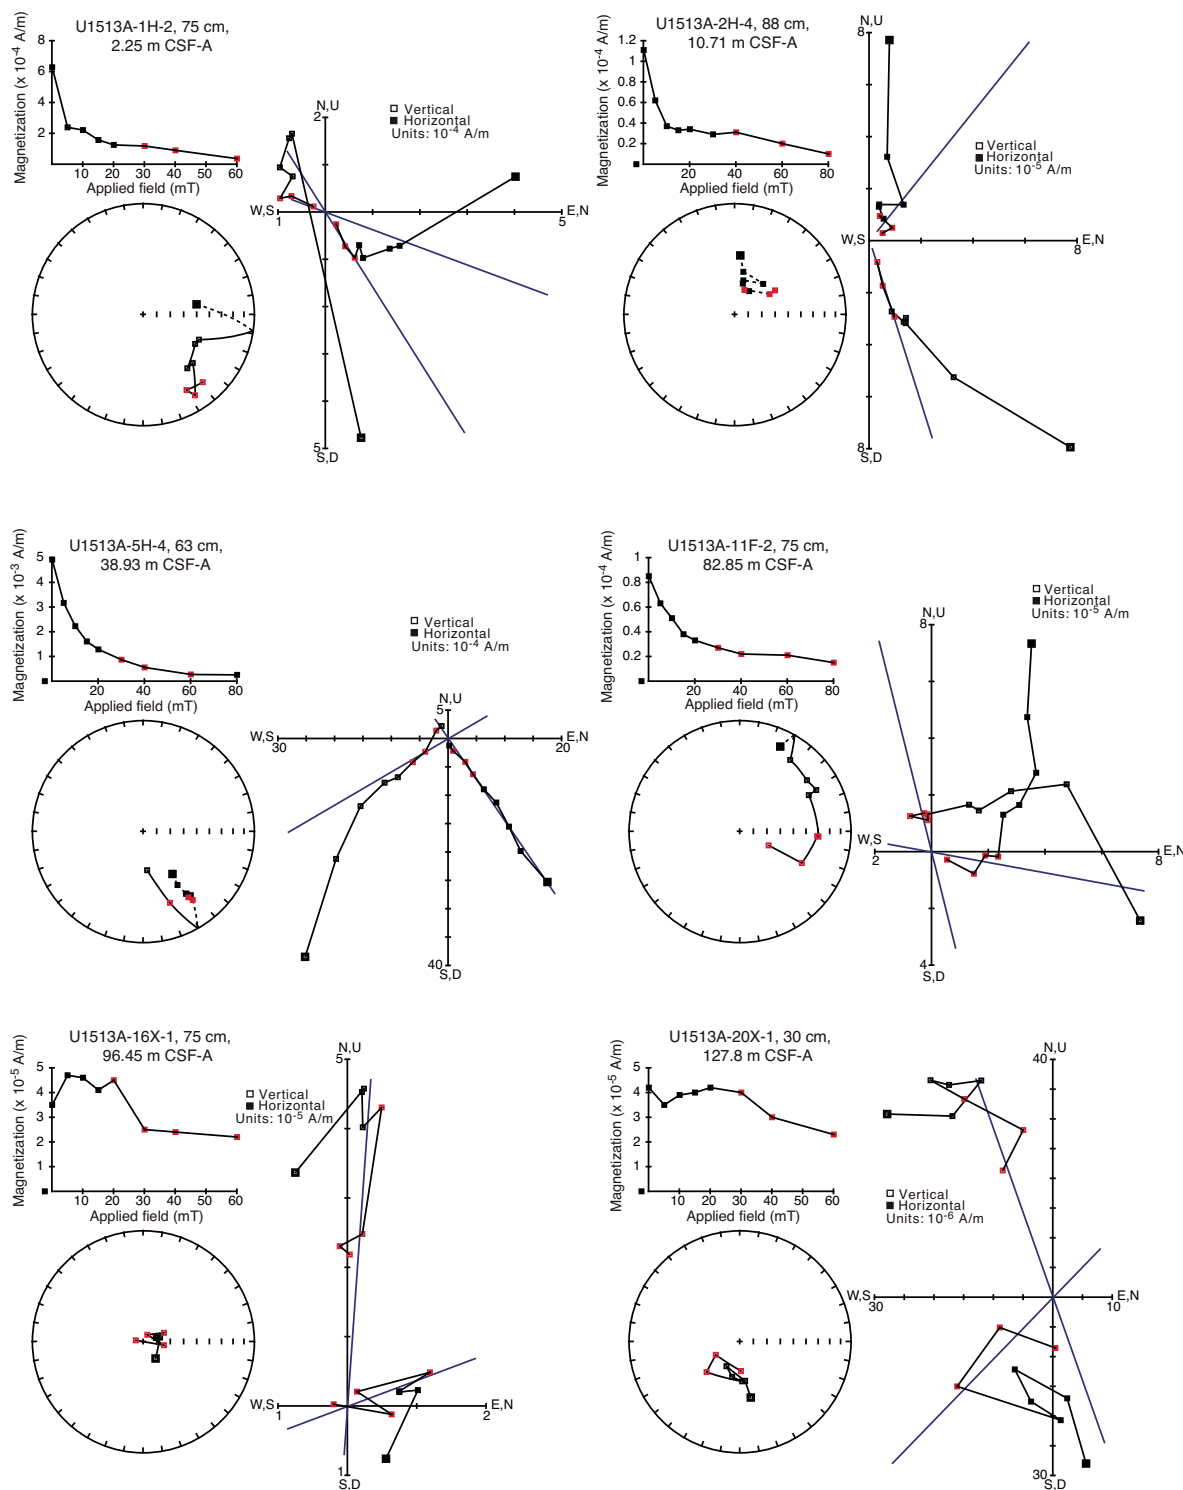 U1513A-1H-2, 75 cm,
2.25 m CSF-A
Magnetization (x 10-4 A/m)
8
6
4
2
10 20 30 40 50 60
Applied field (mT)
N,U
2
Vertical
Horizontal
Units: 10-4 A/m
W,S
1
E,N
5
5
S,D
U1513A-2H-4, 88 cm,
10.71 m CSF-A
Magnetization (x 10-4 A/m)
1.2
1
0.8
0.6
0.4
0.2
20 40 60 80
Applied field (mT)
N,U
8
Vertical
Horizontal
Units: 10-5 A/m
W,S
E,N
8
8
S,D
U1513A-5H-4, 63 cm,
38.93 m CSF-A
Magnetization (x 10-3 A/m)
5
4
3
2
1
20 40 60 80
Applied field (mT)
Vertical
Horizontal
Units: 10-4 A/m
N,U
5
W,S
30
E,N
20
40
S,D
U1513A-11F-2, 75 cm,
82.85 m CSF-A
Magnetization (x 10-4 A/m)
1
0.8
0.6
0.4
0.2
20 40 60 80
Applied field (mT)
Vertical
Horizontal
Units: 10-5 A/m
N,U
8
W,S
2
E,N
8
4
S,D
U1513A-16X-1, 75 cm,
96.45 m CSF-A
Magnetization (x 10-5 A/m)
5
4
3
2
1
10 20 30 40 50 60
Applied field (mT)
N,U
5
Vertical
Horizontal
Units: 10-5 A/m
W,S
1
E,N
2
1
S,D
U1513A-20X-1, 30 cm,
127.8 m CSF-A
Magnetization (x 10-5 A/m)
5
4
3
2
1
10 20 30 40 50 60
Applied field (mT)
N,U
40
Vertical
Horizontal
Units: 10-6 A/m
W,S
30
E,N
10
30
S,D